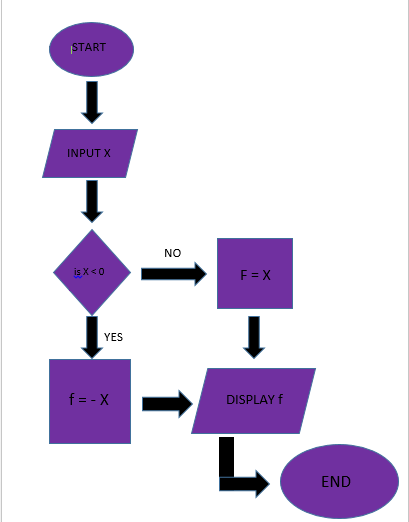 START
INPUT X
is X < 0
NO
F = X
YES
f = - X
DISPLAY f
END